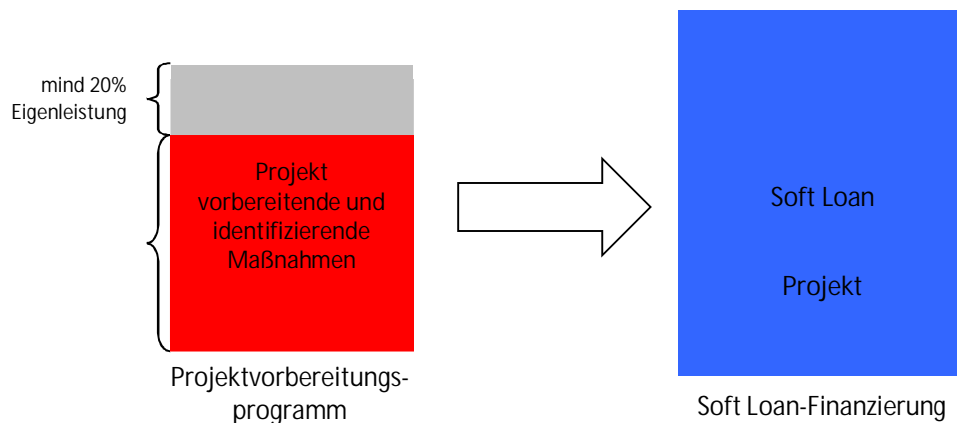 mind 20%
Eigenleistung
Projekt
vorbereitende und
identifizierende
Maßnahmen
Projektvorbereitungs-
programm
Soft Loan
Projekt
Soft Loan-Finanzierung